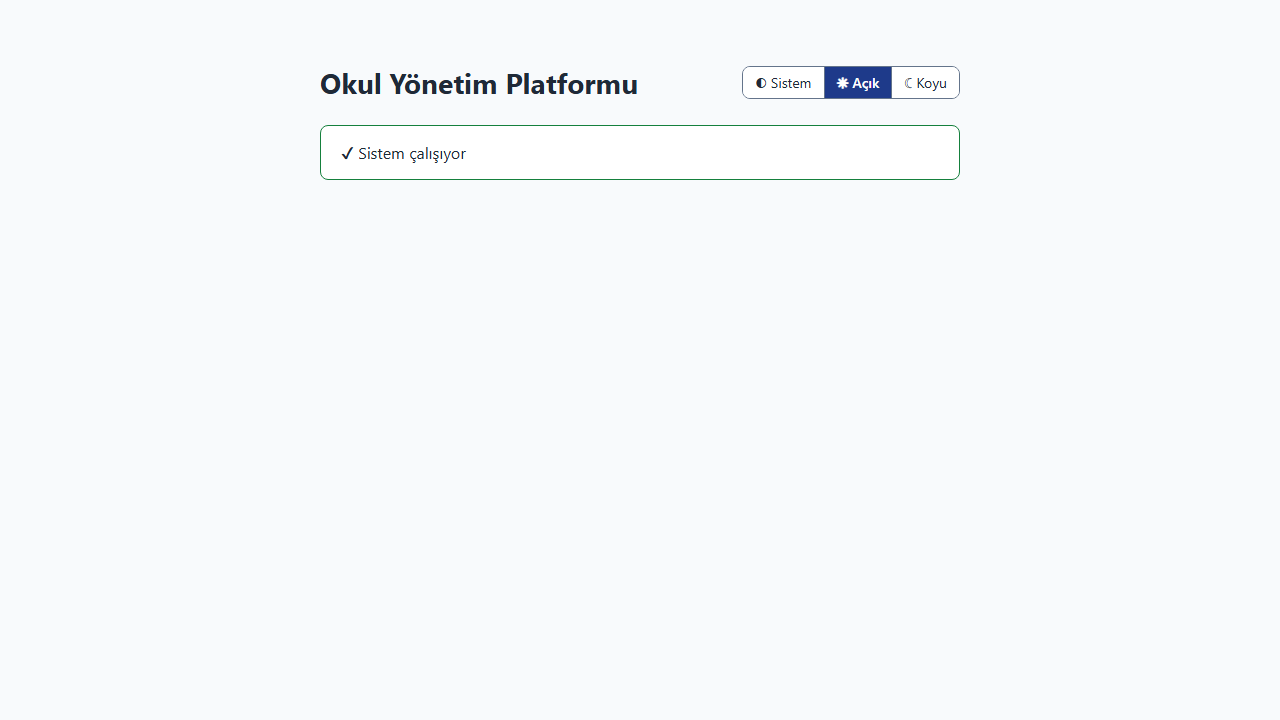 Okul Yönetim Platformu
◐ Sistem
❋ Açık
☾ Koyu
✓ Sistem çalışıyor